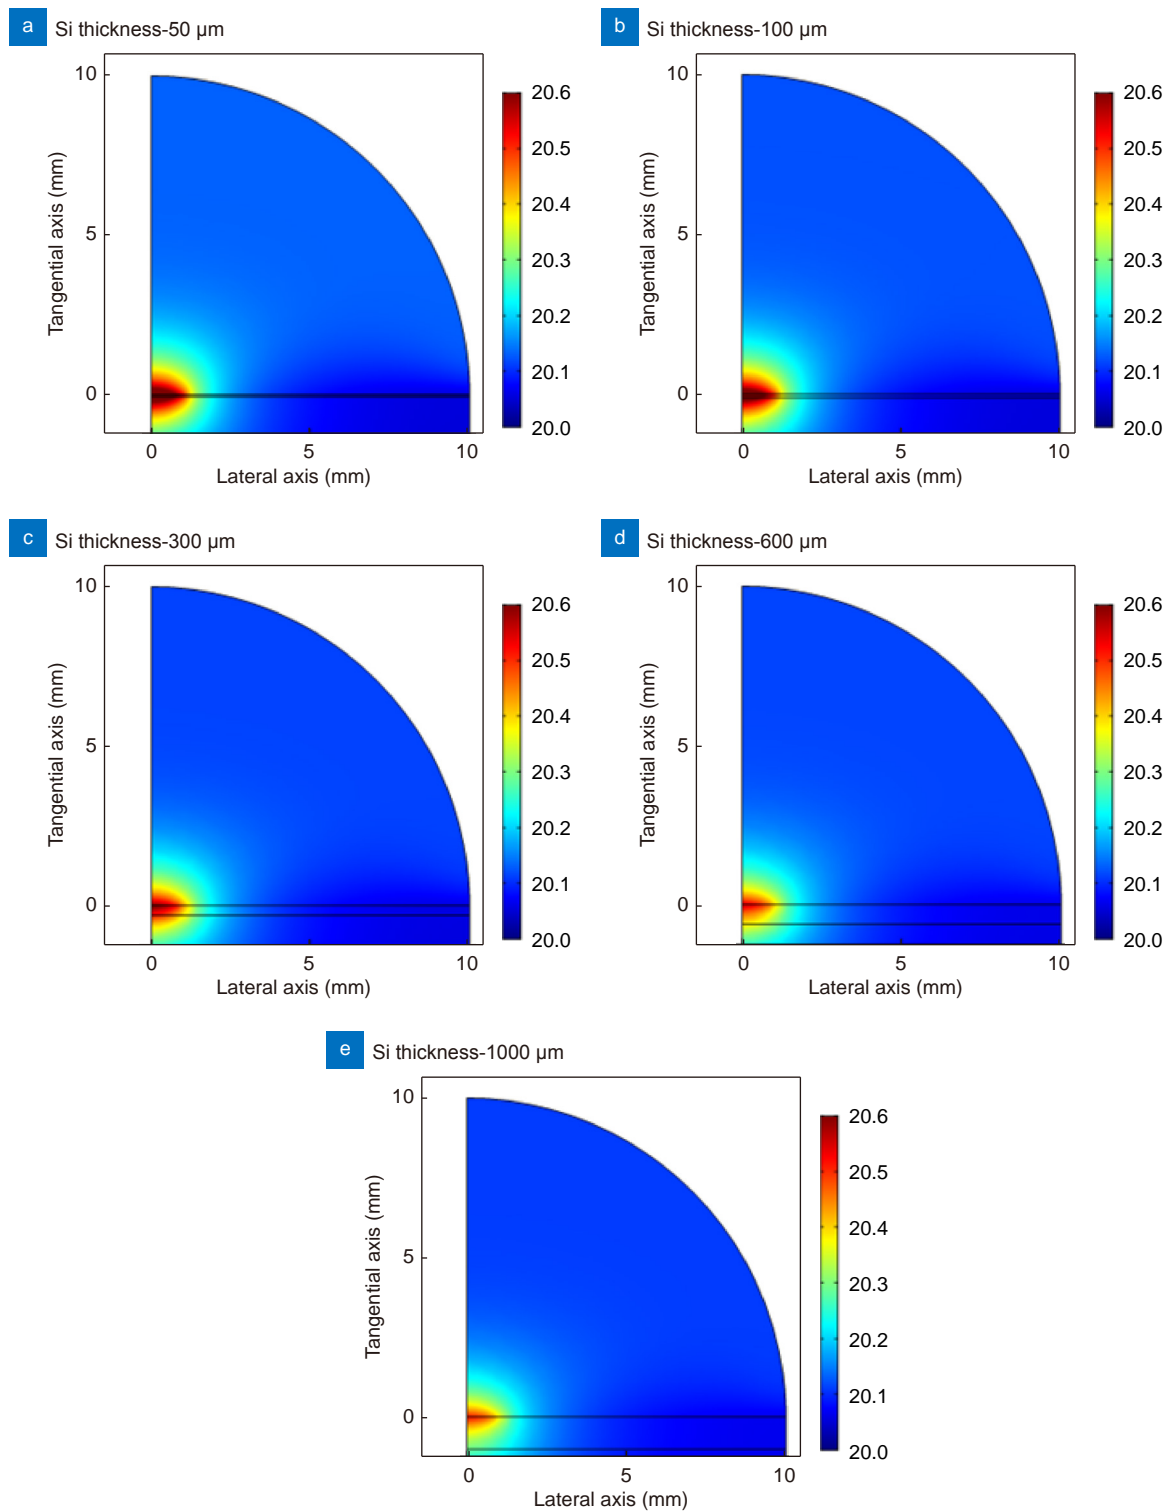 a Si thickness-50 μm
10
5
0
Tangential axis (mm)
0 5 10
Lateral axis (mm)
20.6
20.5
20.4
20.3
20.2
20.1
20.0
b Si thickness-100 μm
10
5
0
Tangential axis (mm)
0 5 10
Lateral axis (mm)
20.6
20.5
20.4
20.3
20.2
20.1
20.0
c Si thickness-300 μm
10
5
0
Tangential axis (mm)
0 5 10
Lateral axis (mm)
20.6
20.5
20.4
20.3
20.2
20.1
20.0
d Si thickness-600 μm
10
5
0
Tangential axis (mm)
0 5 10
Lateral axis (mm)
20.6
20.5
20.4
20.3
20.2
20.1
20.0
e Si thickness-1000 μm
10
5
0
Tangential axis (mm)
0 5 10
Lateral axis (mm)
20.6
20.5
20.4
20.3
20.2
20.1
20.0